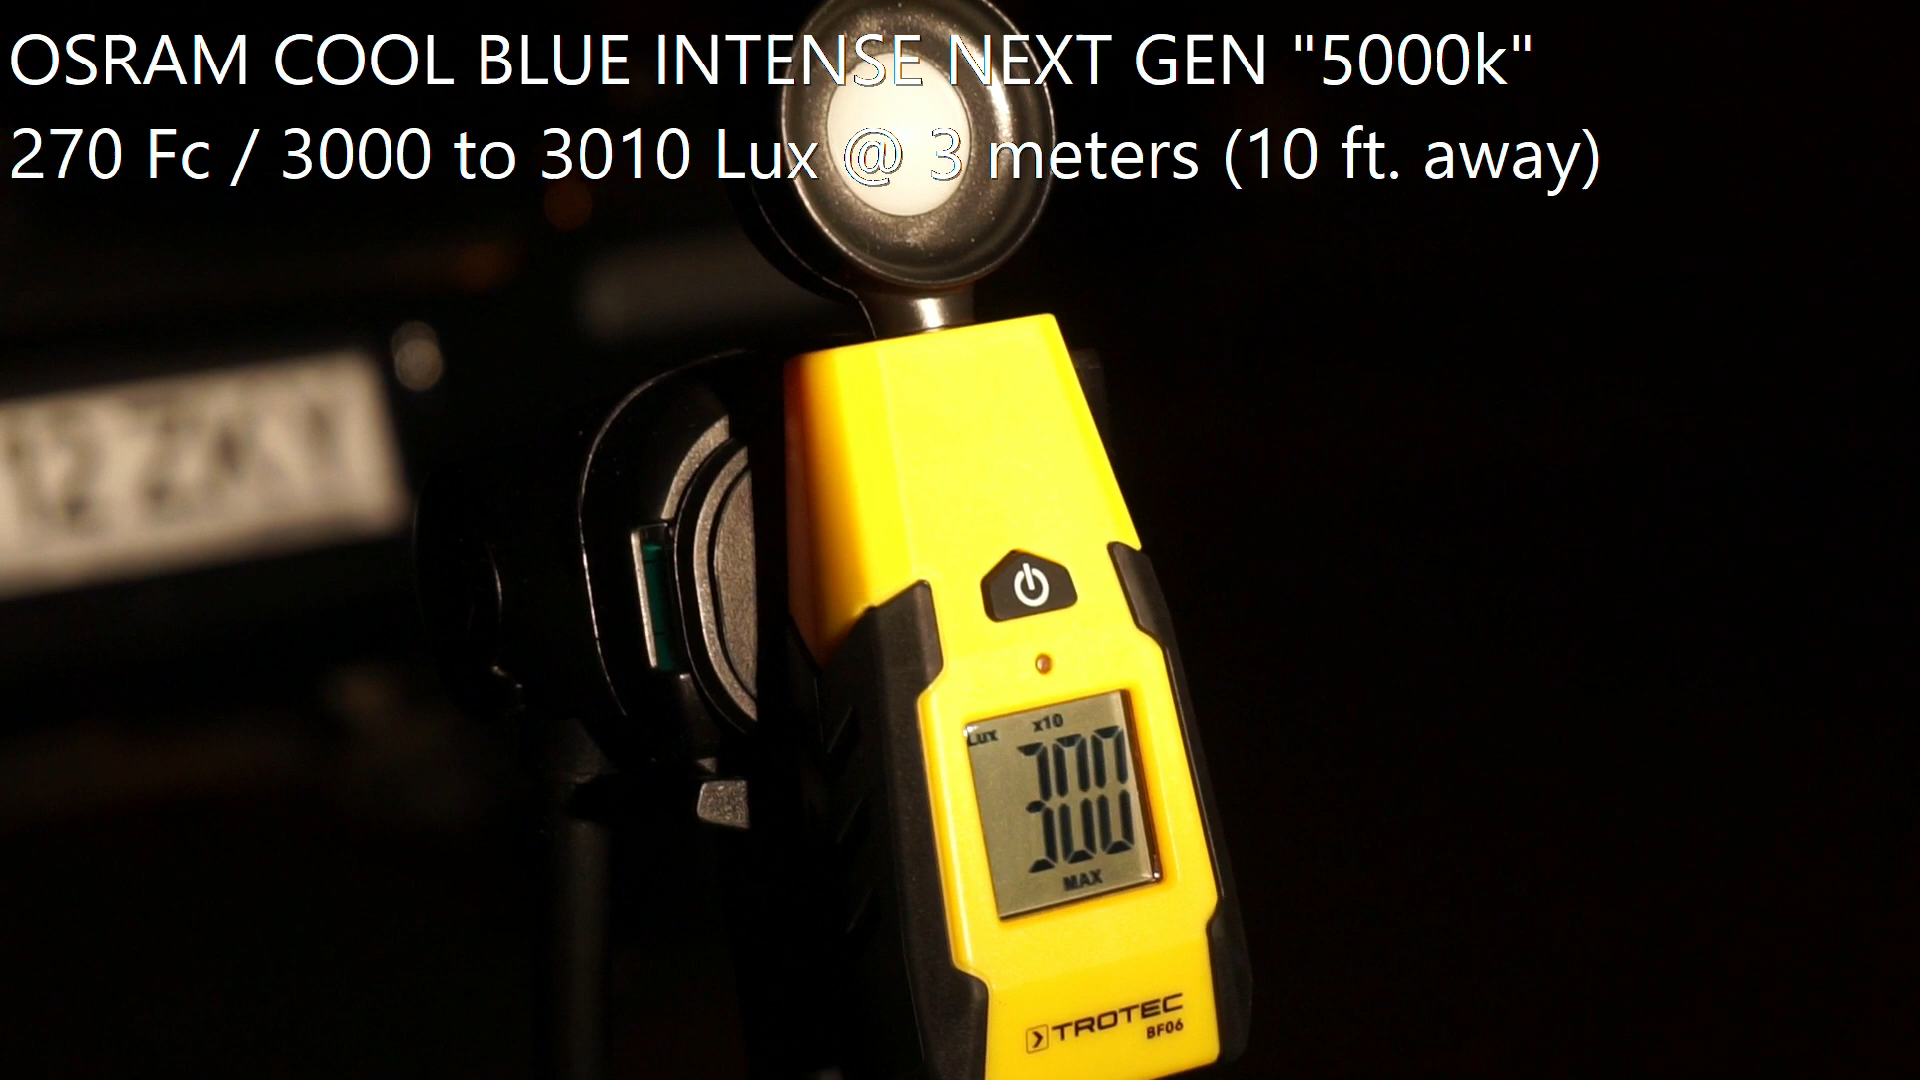 OSRAM COOL BLUE INTENSE NEXT GEN "5000k"
270 Fc / 3000 to 3010 Lux @ 3 meters (10 ft. away)
x10
Lux
300
MAX
TROTEC
BF06